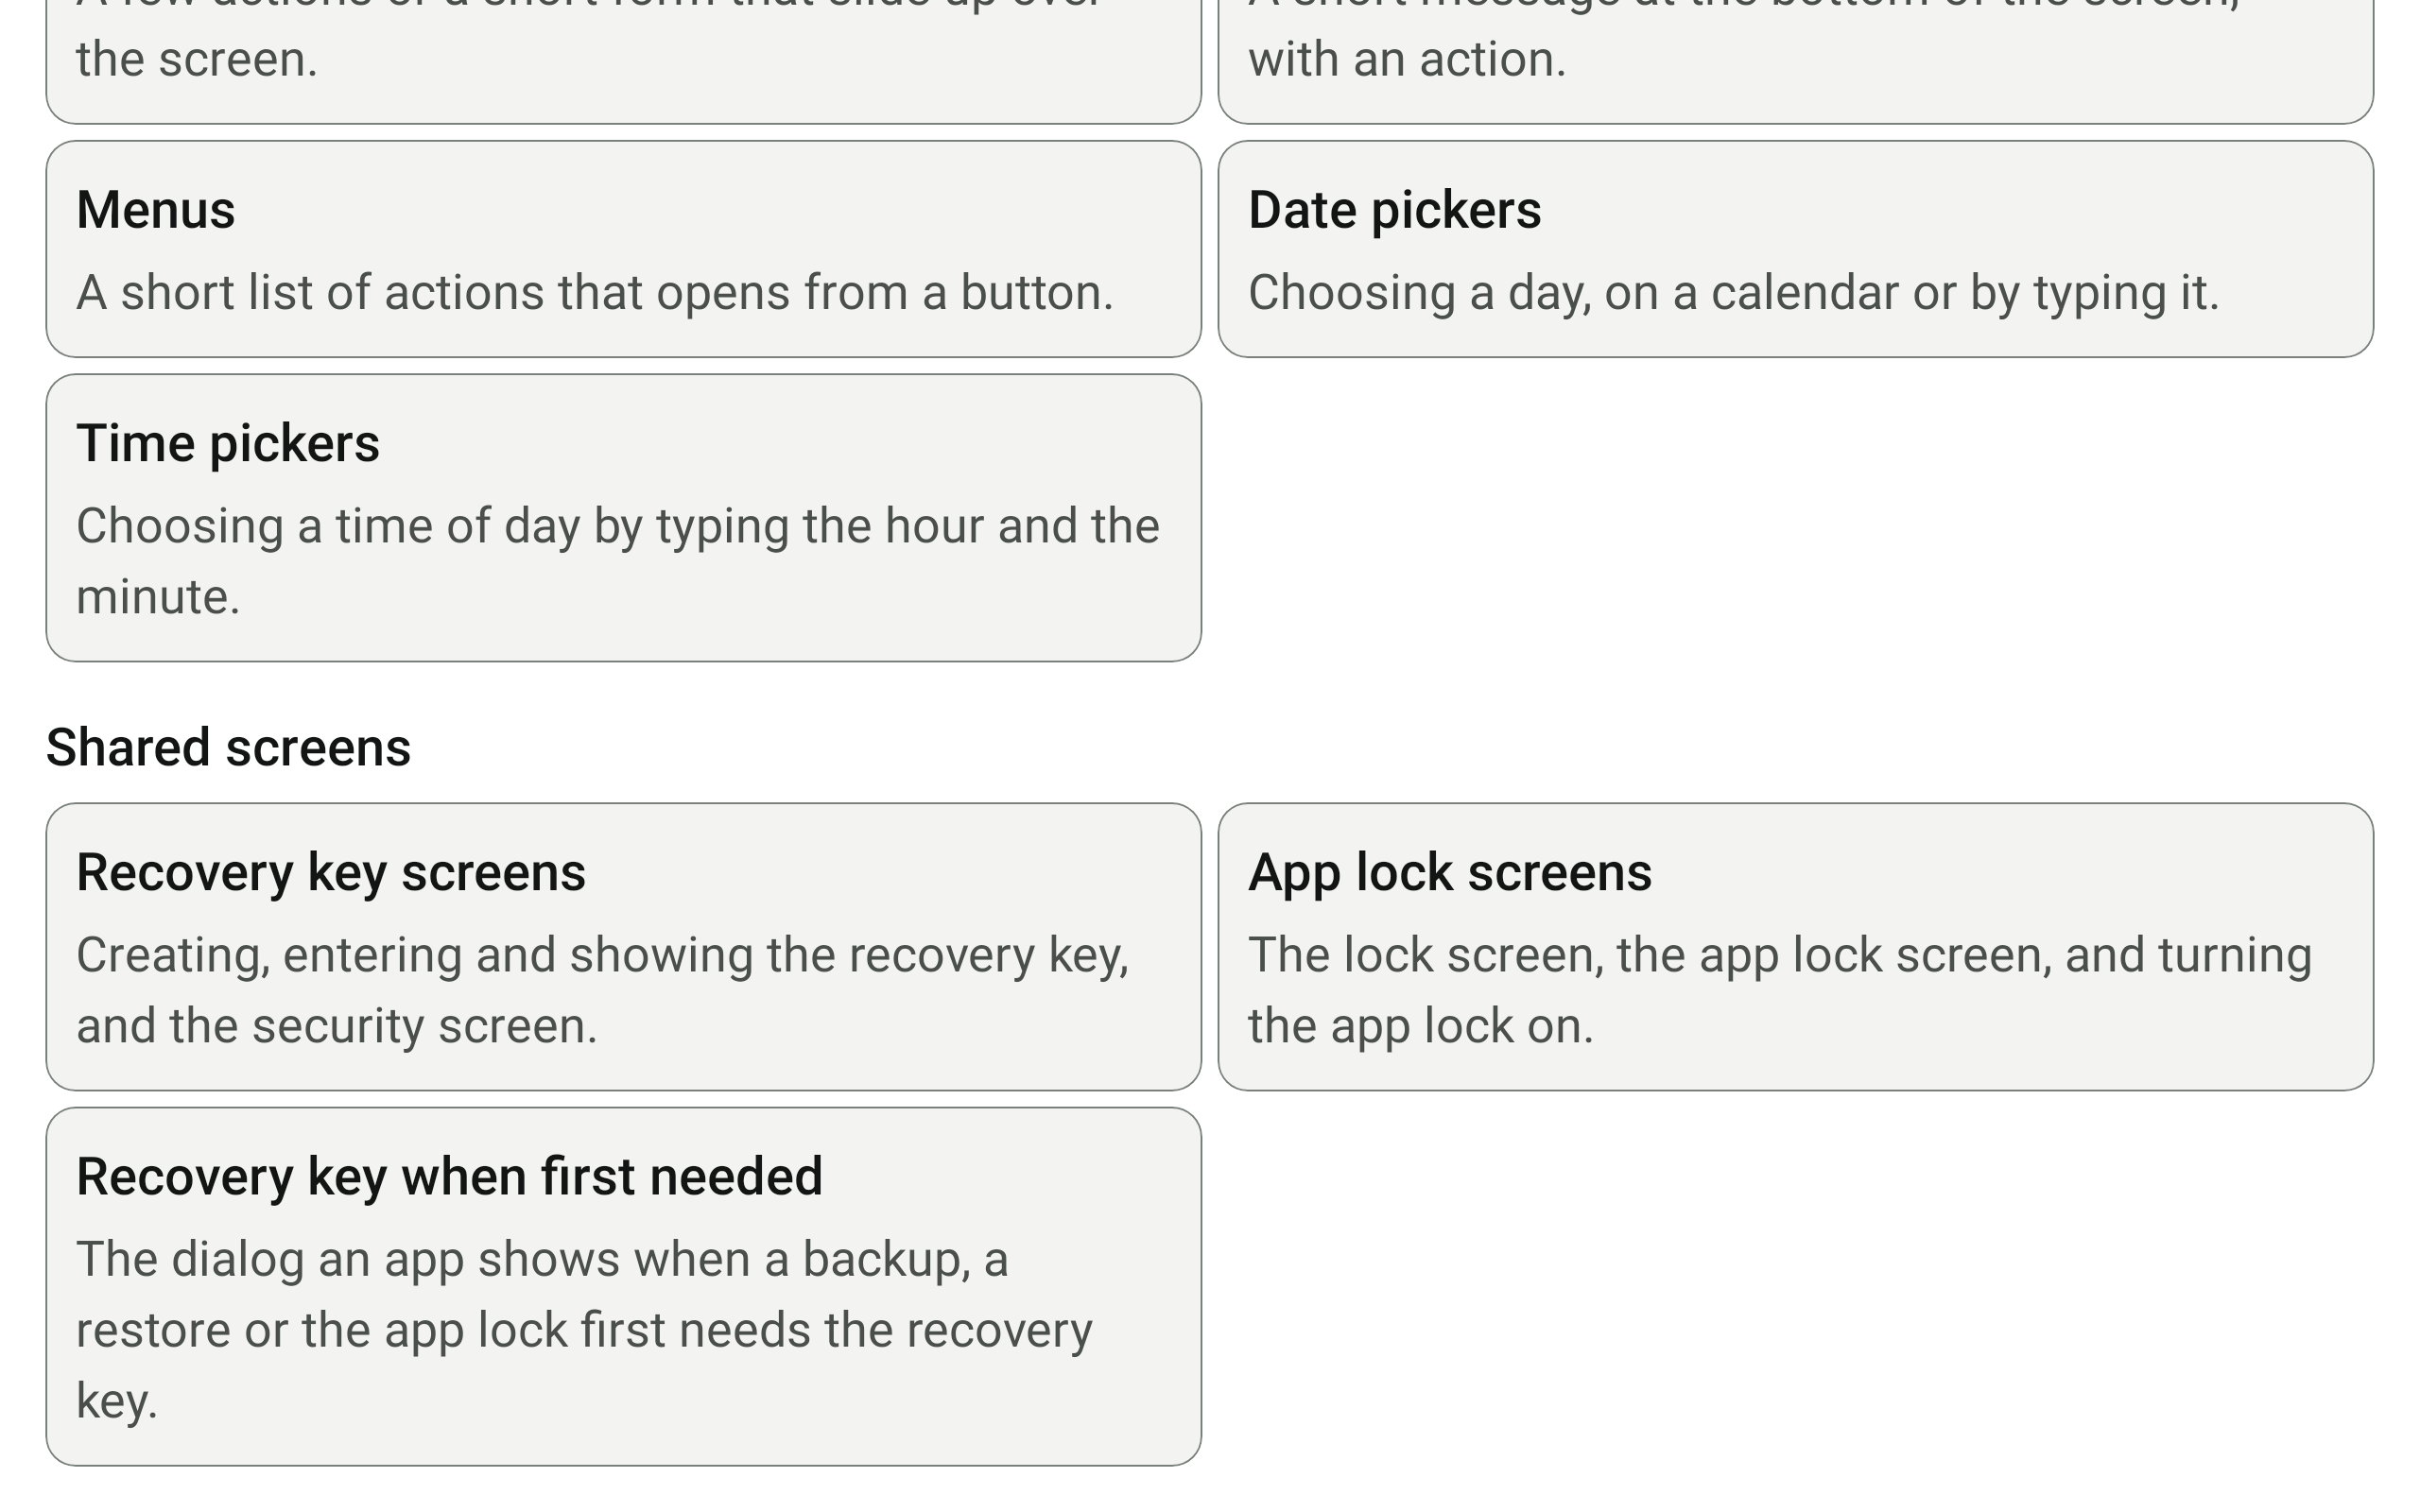 the screen.
with an action.
Menus
A short list of actions that opens from a button.
Date pickers
Choosing a day, on a calendar or by typing it.
Time pickers
Choosing a time of day by typing the hour and the
minute.
Shared screens
Recovery key screens
Creating, entering and showing the recovery key,
and the security screen.
App lock screens
The lock screen, the app lock screen, and turning
the app lock on.
Recovery key when first needed
The dialog an app shows when a backup, a
restore or the app lock first needs the recovery
key.